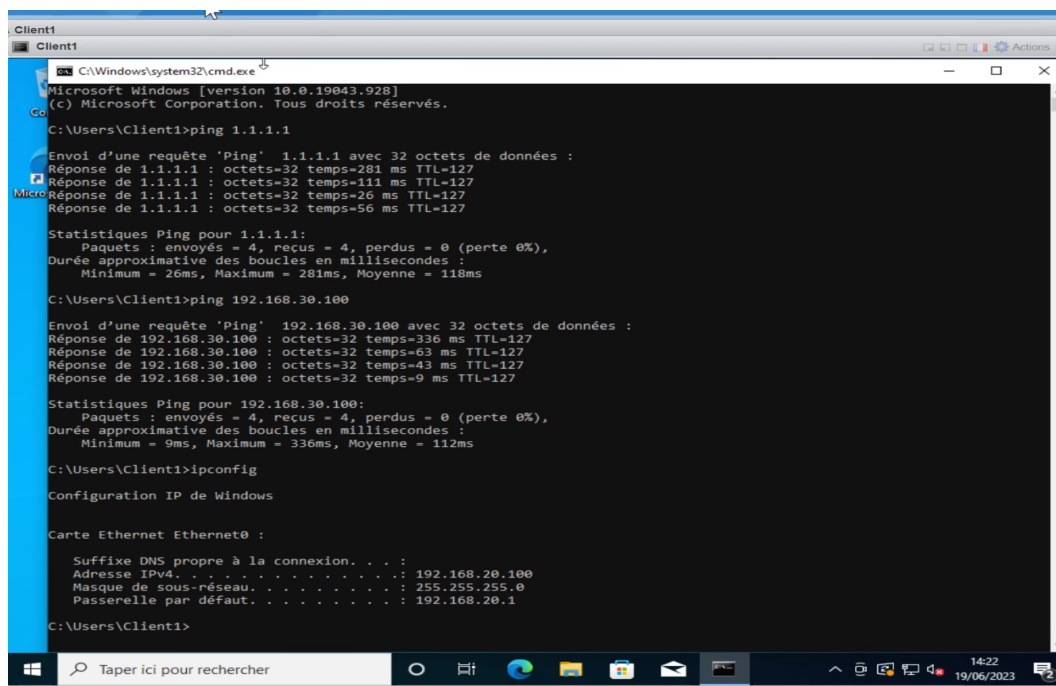 Client1
Client1
Actions
C:\Windows\system32\cmd.exe
Microsoft Windows [version 10.0.19043.928]
(c) Microsoft Corporation. Tous droits réservés.
C:\Users\Client1>ping 1.1.1.1
Envoi d’une requête 'Ping'  1.1.1.1 avec 32 octets de données :
Réponse de 1.1.1.1 : octets=32 temps=281 ms TTL=127
Réponse de 1.1.1.1 : octets=32 temps=111 ms TTL=127
Réponse de 1.1.1.1 : octets=32 temps=26 ms TTL=127
Réponse de 1.1.1.1 : octets=32 temps=56 ms TTL=127
Statistiques Ping pour 1.1.1.1:
    Paquets : envoyés = 4, reçus = 4, perdus = 0 (perte 0%),
Durée approximative des boucles en millisecondes :
    Minimum = 26ms, Maximum = 281ms, Moyenne = 118ms
C:\Users\Client1>ping 192.168.30.100
Envoi d’une requête 'Ping'  192.168.30.100 avec 32 octets de données :
Réponse de 192.168.30.100 : octets=32 temps=336 ms TTL=127
Réponse de 192.168.30.100 : octets=32 temps=63 ms TTL=127
Réponse de 192.168.30.100 : octets=32 temps=43 ms TTL=127
Réponse de 192.168.30.100 : octets=32 temps=9 ms TTL=127
Statistiques Ping pour 192.168.30.100:
    Paquets : envoyés = 4, reçus = 4, perdus = 0 (perte 0%),
Durée approximative des boucles en millisecondes :
    Minimum = 9ms, Maximum = 336ms, Moyenne = 112ms
C:\Users\Client1>ipconfig
Configuration IP de Windows
Carte Ethernet Ethernet0 :
   Suffixe DNS propre à la connexion. . . :
   Adresse IPv4. . . . . . . . . . . . . .: 192.168.20.100
   Masque de sous-réseau. . . . . . . . . : 255.255.255.0
   Passerelle par défaut. . . . . . . . . : 192.168.20.1
C:\Users\Client1>
Taper ici pour rechercher
14:22
19/06/2023
2